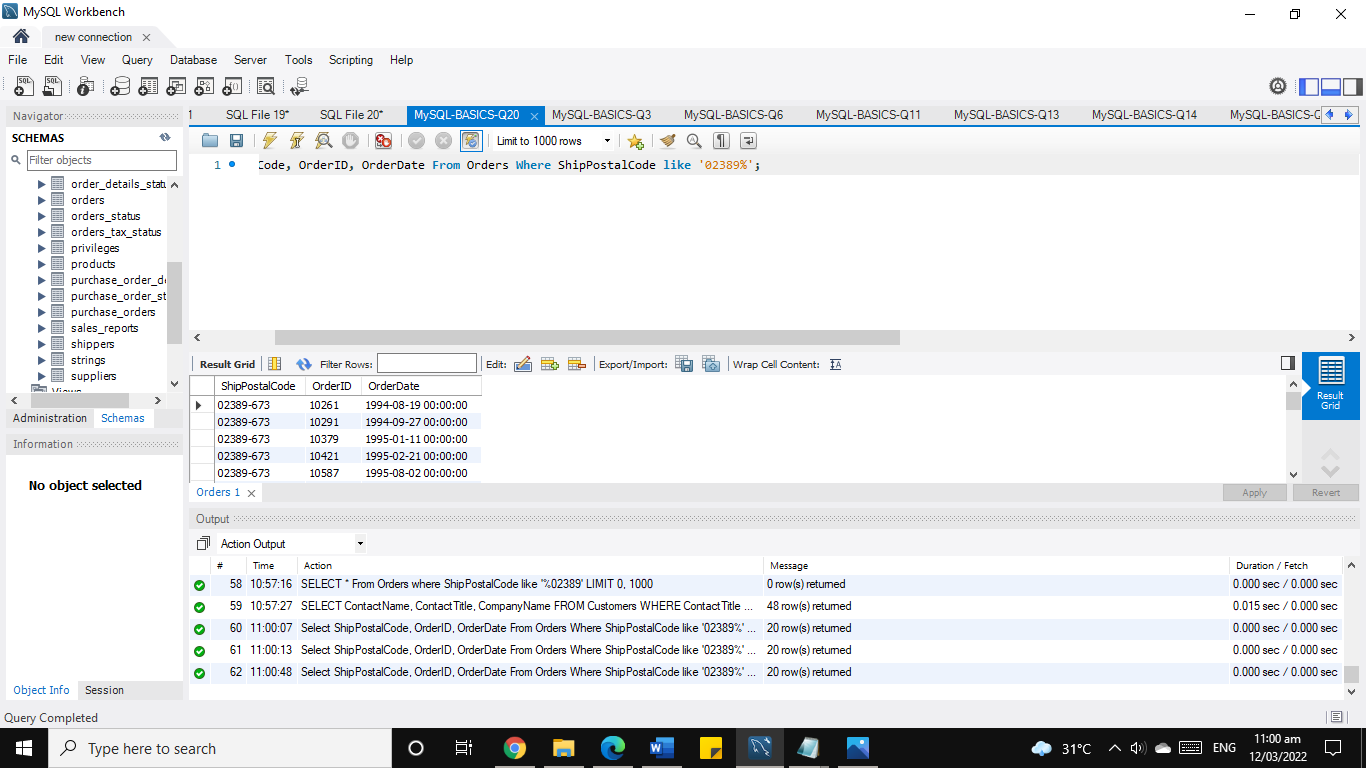 MySQL Workbench
new connection
File Edit View Query Database Server Tools Scripting Help
Navigator
SCHEMAS
Filter objects
order_details_statu
orders
orders_status
orders_tax_status
privileges
products
purchase_order_de
purchase_order_st
purchase_orders
sales_reports
shippers
strings
suppliers
Views
Administration Schemas
Information
No object selected
Object Info Session
1 SQL File 19* SQL File 20* MySQL-BASICS-Q20 MySQL-BASICS-Q3 MySQL-BASICS-Q6 MySQL-BASICS-Q11 MySQL-BASICS-Q13 MySQL-BASICS-Q14 MySQL-BASICS-Q
Limit to 1000 rows
1 Code, OrderID, OrderDate From Orders Where ShipPostalCode like '02389%';
Result Grid Filter Rows: Edit: Export/Import: Wrap Cell Content:
ShipPostalCode OrderID OrderDate
02389-673 10261 1994-08-19 00:00:00
02389-673 10291 1994-09-27 00:00:00
02389-673 10379 1995-01-11 00:00:00
02389-673 10421 1995-02-21 00:00:00
02389-673 10587 1995-08-02 00:00:00
Result
Grid
Orders 1
Apply Revert
Output
Action Output
# Time Action Message Duration / Fetch
58 10:57:16 SELECT * From Orders where ShipPostalCode like '%02389' LIMIT 0, 1000 0 row(s) returned 0.000 sec / 0.000 sec
59 10:57:27 SELECT ContactName, ContactTitle, CompanyName FROM Customers WHERE ContactTitle ... 48 row(s) returned 0.015 sec / 0.000 sec
60 11:00:07 Select ShipPostalCode, OrderID, OrderDate From Orders Where ShipPostalCode like '02389%' ... 20 row(s) returned 0.000 sec / 0.000 sec
61 11:00:13 Select ShipPostalCode, OrderID, OrderDate From Orders Where ShipPostalCode like '02389%' ... 20 row(s) returned 0.000 sec / 0.000 sec
62 11:00:48 Select ShipPostalCode, OrderID, OrderDate From Orders Where ShipPostalCode like '02389%' ... 20 row(s) returned 0.000 sec / 0.000 sec
Query Completed
Type here to search
31°C
ENG
11:00 am
12/03/2022